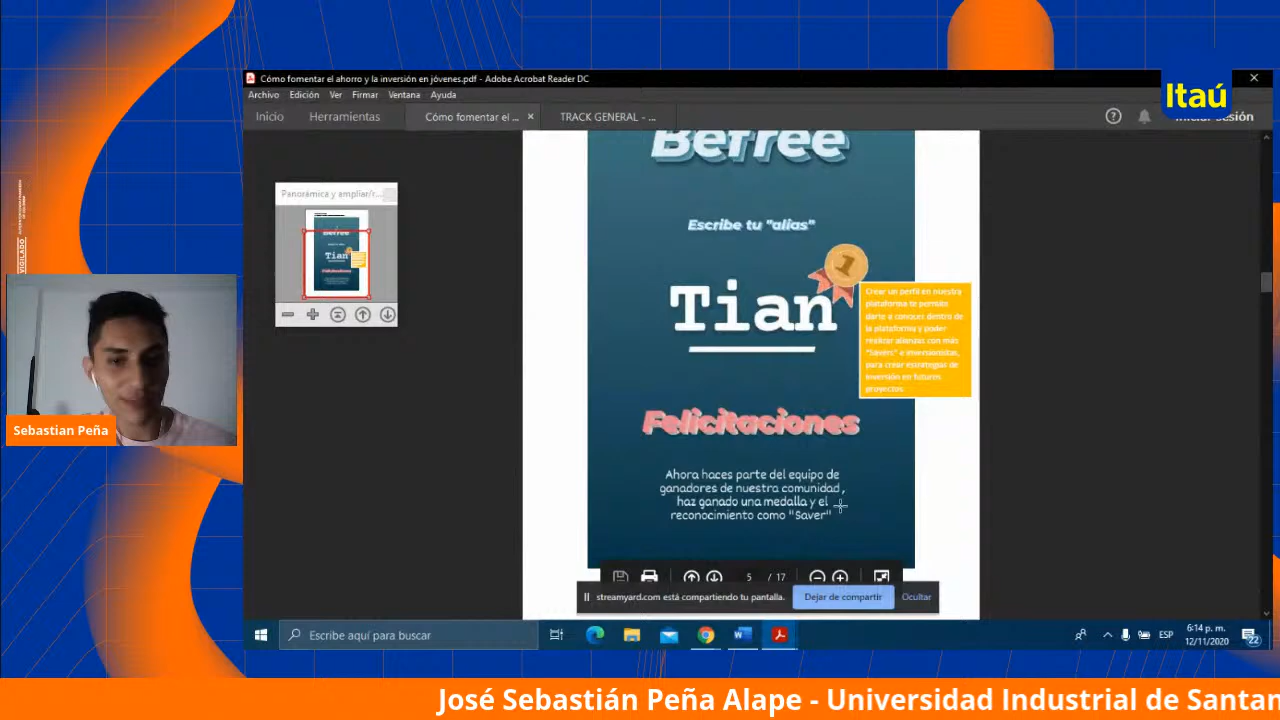 Itaú
Cómo fomentar el ahorro y la inversión en jóvenes.pdf - Adobe Acrobat Reader DC
Archivo Edición Ver Firmar Ventana Ayuda
Inicio Herramientas Cómo fomentar el ... × TRACK GENERAL - ...
sesión
Panorámica y ampliar/r...
Befree
Escribe tu "alias"
1
Tian
Crear un perfil en nuestra
plataforma te permite
darte a conocer dentro de
la plataforma y poder
realizar alianzas con más
"Savers" e inversionistas,
para crear estrategias de
inversión en futuros
proyectos.
Felicitaciones
Ahora haces parte del equipo de
ganadores de nuestra comunidad,
haz ganado una medalla y el
reconocimiento como "Saver"
5 / 17
streamyard.com está compartiendo tu pantalla. Dejar de compartir Ocultar
Escribe aquí para buscar
ESP
6:14 p. m.
12/11/2020
22
VIGILADO
Sebastian Peña
José Sebastián Peña Alape - Universidad Industrial de Santan